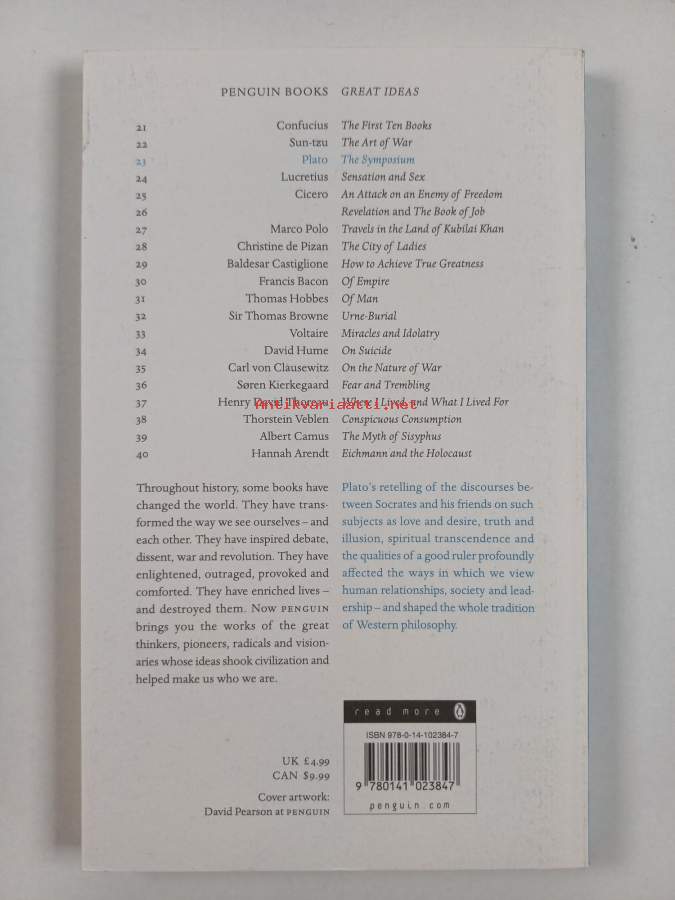 PENGUIN BOOKS GREAT IDEAS
21 Confucius The First Ten Books
22 Sun-tzu The Art of War
23 Plato The Symposium
24 Lucretius Sensation and Sex
25 Cicero An Attack on an Enemy of Freedom
26 Revelation and The Book of Job
27 Marco Polo Travels in the Land of Kubilai Khan
28 Christine de Pizan The City of Ladies
29 Baldesar Castiglione How to Achieve True Greatness
30 Francis Bacon Of Empire
31 Thomas Hobbes Of Man
32 Sir Thomas Browne Urne-Burial
33 Voltaire Miracles and Idolatry
34 David Hume On Suicide
35 Carl von Clausewitz On the Nature of War
36 Søren Kierkegaard Fear and Trembling
37 Henry David Thoreau Where I Lived, and What I Lived For
antikvariaatti.net
38 Thorstein Veblen Conspicuous Consumption
39 Albert Camus The Myth of Sisyphus
40 Hannah Arendt Eichmann and the Holocaust
Throughout history, some books have
changed the world. They have trans-
formed the way we see ourselves – and
each other. They have inspired debate,
dissent, war and revolution. They have
enlightened, outraged, provoked and
comforted. They have enriched lives –
and destroyed them. Now PENGUIN
brings you the works of the great
thinkers, pioneers, radicals and vision-
aries whose ideas shook civilization and
helped make us who we are.
Plato's retelling of the discourses be-
tween Socrates and his friends on such
subjects as love and desire, truth and
illusion, spiritual transcendence and
the qualities of a good ruler profoundly
affected the ways in which we view
human relationships, society and lead-
ership – and shaped the whole tradition
of Western philosophy.
UK £4.99
CAN $9.99
Cover artwork:
David Pearson at PENGUIN
read more
ISBN 978-0-14-102384-7
9 780141 023847
penguin.com